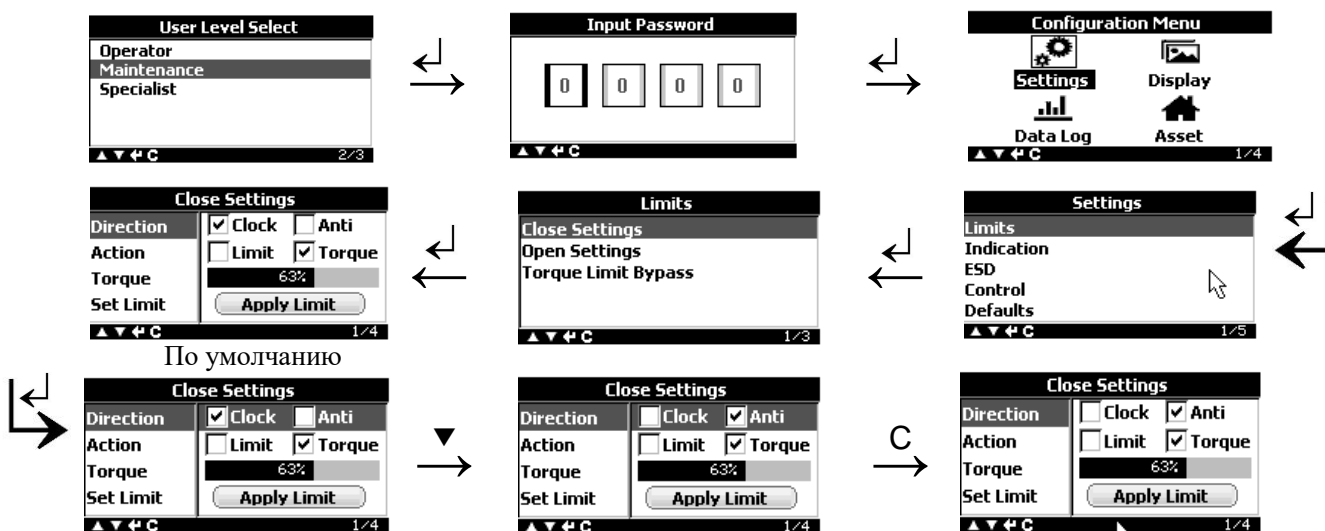 User Level Select
Operator
Maintenance
Specialist
▲ ▼ ↵ C 2/3
Input Password
0 0 0 0
▲ ▼ ↵ C
Configuration Menu
Settings Display
Data Log Asset
▲ ▼ ↵ C 1/4
Close Settings
Direction ✓ Clock Anti
Action Limit ✓ Torque
Torque 63%
Set Limit Apply Limit
▲ ▼ ↵ C 1/4
По умолчанию
Limits
Close Settings
Open Settings
Torque Limit Bypass
▲ ▼ ↵ C 1/3
Settings
Limits
Indication
ESD
Control
Defaults
▲ ▼ ↵ C 1/5
Close Settings
Direction ✓ Clock Anti
Action Limit ✓ Torque
Torque 63%
Set Limit Apply Limit
▲ ▼ ↵ C 1/4
▼
Close Settings
Direction Clock ✓ Anti
Action Limit ✓ Torque
Torque 63%
Set Limit Apply Limit
▲ ▼ ↵ C 1/4
C
Close Settings
Direction Clock ✓ Anti
Action Limit ✓ Torque
Torque 63%
Set Limit Apply Limit
▲ ▼ ↵ C 1/4